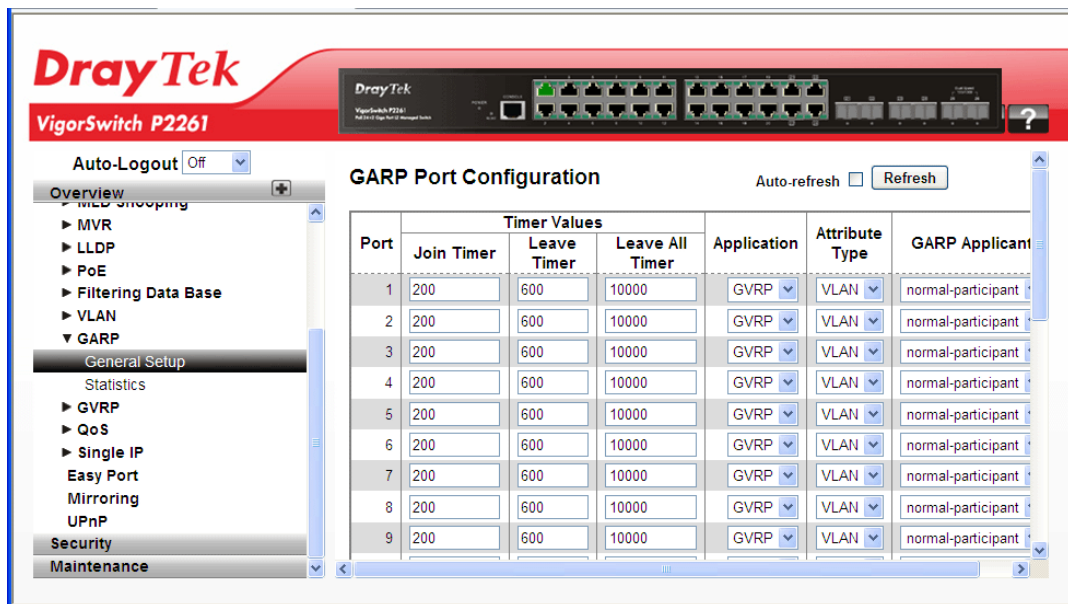 DrayTek
VigorSwitch P2261
DrayTek
VigorSwitch P2261
?
Auto-Logout Off
Overview
MLD Snooping
MVR
LLDP
PoE
Filtering Data Base
VLAN
GARP
General Setup
Statistics
GVRP
QoS
Single IP
Easy Port
Mirroring
UPnP
Security
Maintenance
GARP Port Configuration
Auto-refresh Refresh
Port Timer Values Application Attribute Type GARP Applicant
Join Timer Leave Timer Leave All Timer
1 200 600 10000 GVRP VLAN normal-participant
2 200 600 10000 GVRP VLAN normal-participant
3 200 600 10000 GVRP VLAN normal-participant
4 200 600 10000 GVRP VLAN normal-participant
5 200 600 10000 GVRP VLAN normal-participant
6 200 600 10000 GVRP VLAN normal-participant
7 200 600 10000 GVRP VLAN normal-participant
8 200 600 10000 GVRP VLAN normal-participant
9 200 600 10000 GVRP VLAN normal-participant